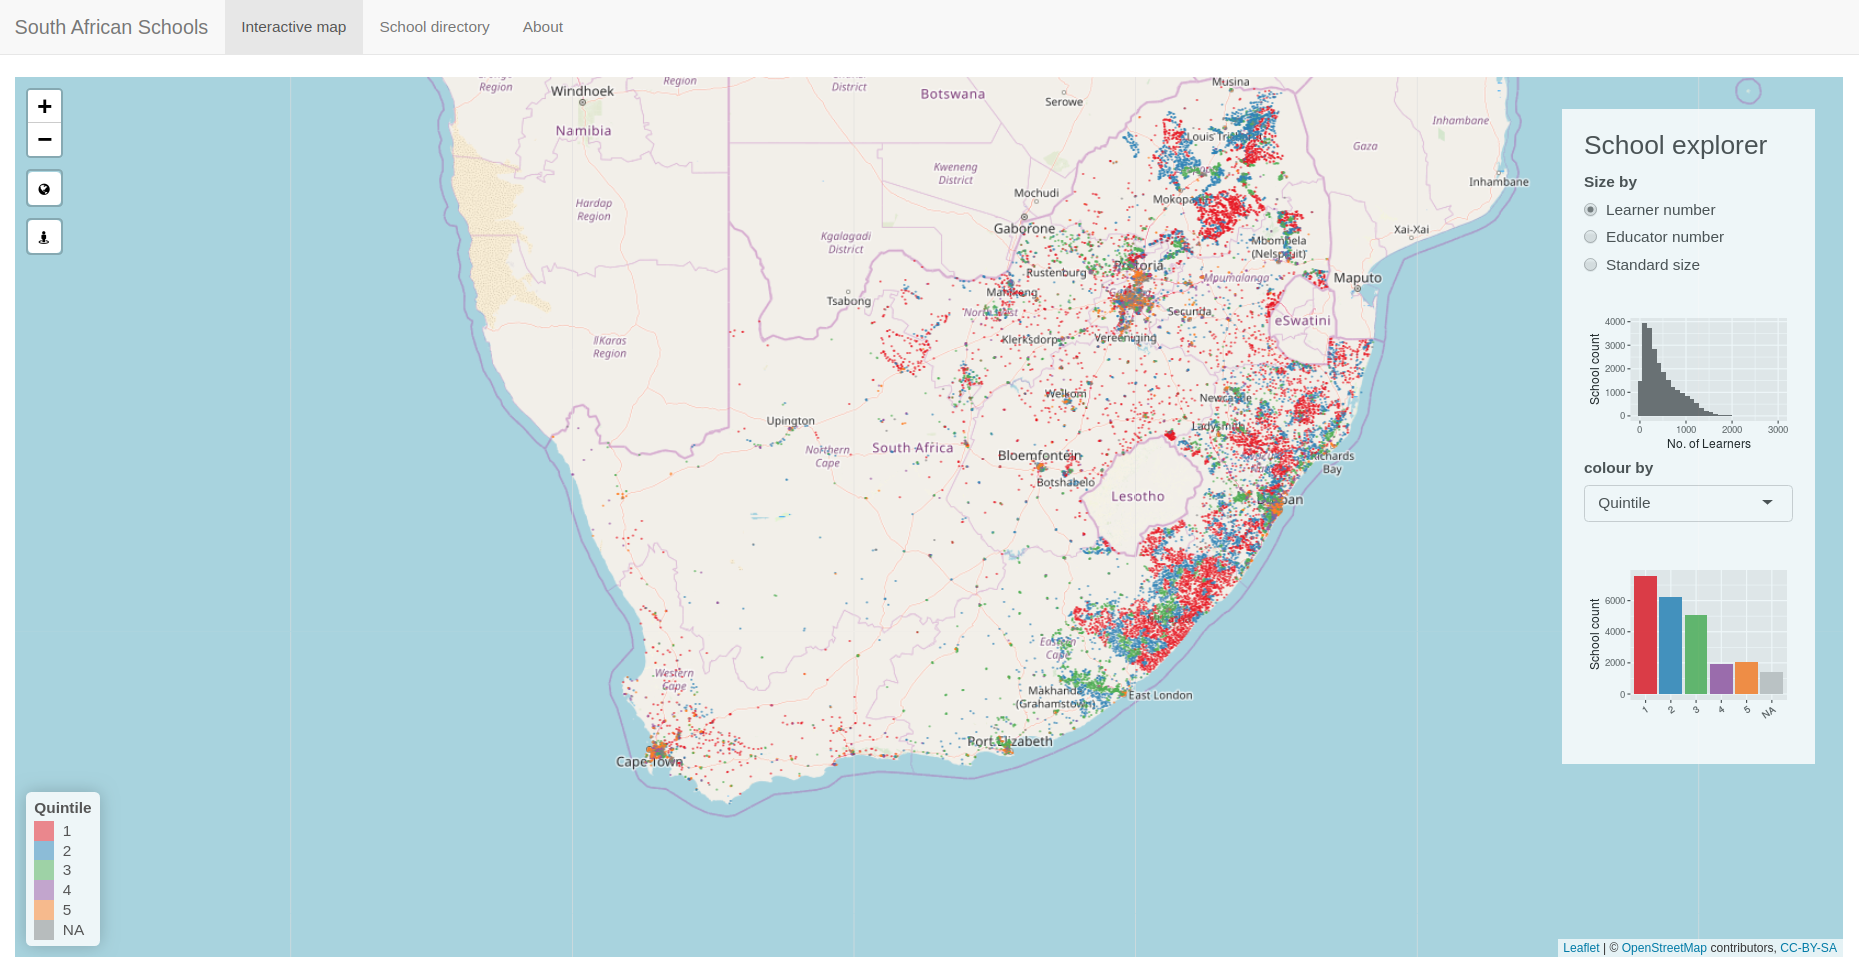 South African Schools
Interactive map
School directory
About
Region
Region
District
District
Musina
Windhoek
Botswana
Serowe
Namibia
Inhambane
Gaza
Kweneng
District
Inhambane
Mochudi
Hardap
Region
Gaborone
Xai-Xai
Kgalagadi
District
Mbombela
(Nelspruit)
Pretoria
Rustenburg
Mpumalanga
Maputo
Mahikeng
Tsabong
North West
Secunda
eSwatini
Klerksdorp
Vereeniging
ǁKaras
Region
Welkom
Newcastle
Upington
Ladysmith
Northern
Cape
South Africa
Bloemfontein
Richards
Bay
Botshabelo
Lesotho
Durban
Eastern
Cape
Western
Cape
Makhanda
(Grahamstown)
East London
Port Elizabeth
Cape Town
+
−
Quintile
1
2
3
4
5
NA
School explorer
Size by
Learner number
Educator number
Standard size
School count
4000
3000
2000
1000
0
0 1000 2000 3000
No. of Learners
colour by
Quintile
School count
6000
4000
2000
0
1 2 3 4 5 NA
Leaflet | © OpenStreetMap contributors, CC-BY-SA